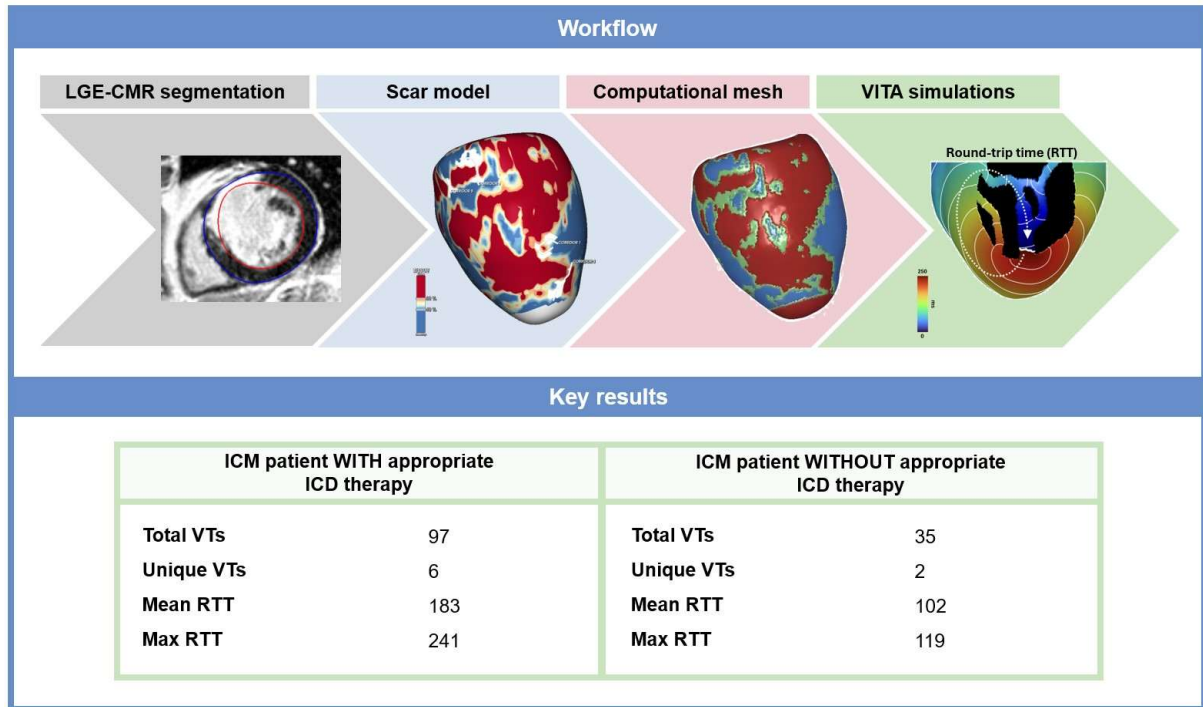 Workflow
LGE-CMR segmentation
Scar model
Computational mesh
VITA simulations
Round-trip time (RTT)
250
ms
0
Key results
ICM patient WITH appropriate
ICD therapy
ICM patient WITHOUT appropriate
ICD therapy
Total VTs 97
Unique VTs 6
Mean RTT 183
Max RTT 241
Total VTs 35
Unique VTs 2
Mean RTT 102
Max RTT 119